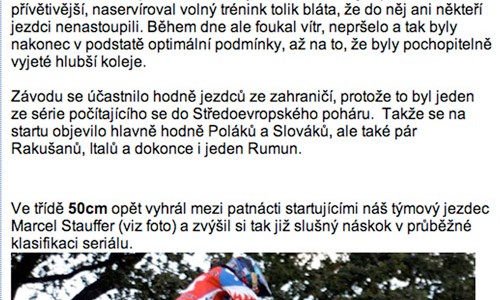 přívětivější, naservíroval volný trénink tolik bláta, že do něj ani někteří
jezdci nenastoupili. Během dne ale foukal vítr, nepršelo a tak byly
nakonec v podstatě optimální podmínky, až na to, že byly pochopitelně
vyjeté hlubší koleje.
Závodu se účastnilo hodně jezdců ze zahraničí, protože to byl jeden
ze série počítajícího se do Středoevropského poháru. Takže se na
startu objevilo hlavně hodně Poláků a Slováků, ale také pár
Rakušanů, Italů a dokonce i jeden Rumun.
Ve třídě 50cm opět vyhrál mezi patnácti startujícími náš týmový jezdec
Marcel Stauffer (viz foto) a zvýšil si tak již slušný náskok v průběžné
klasifikaci seriálu.